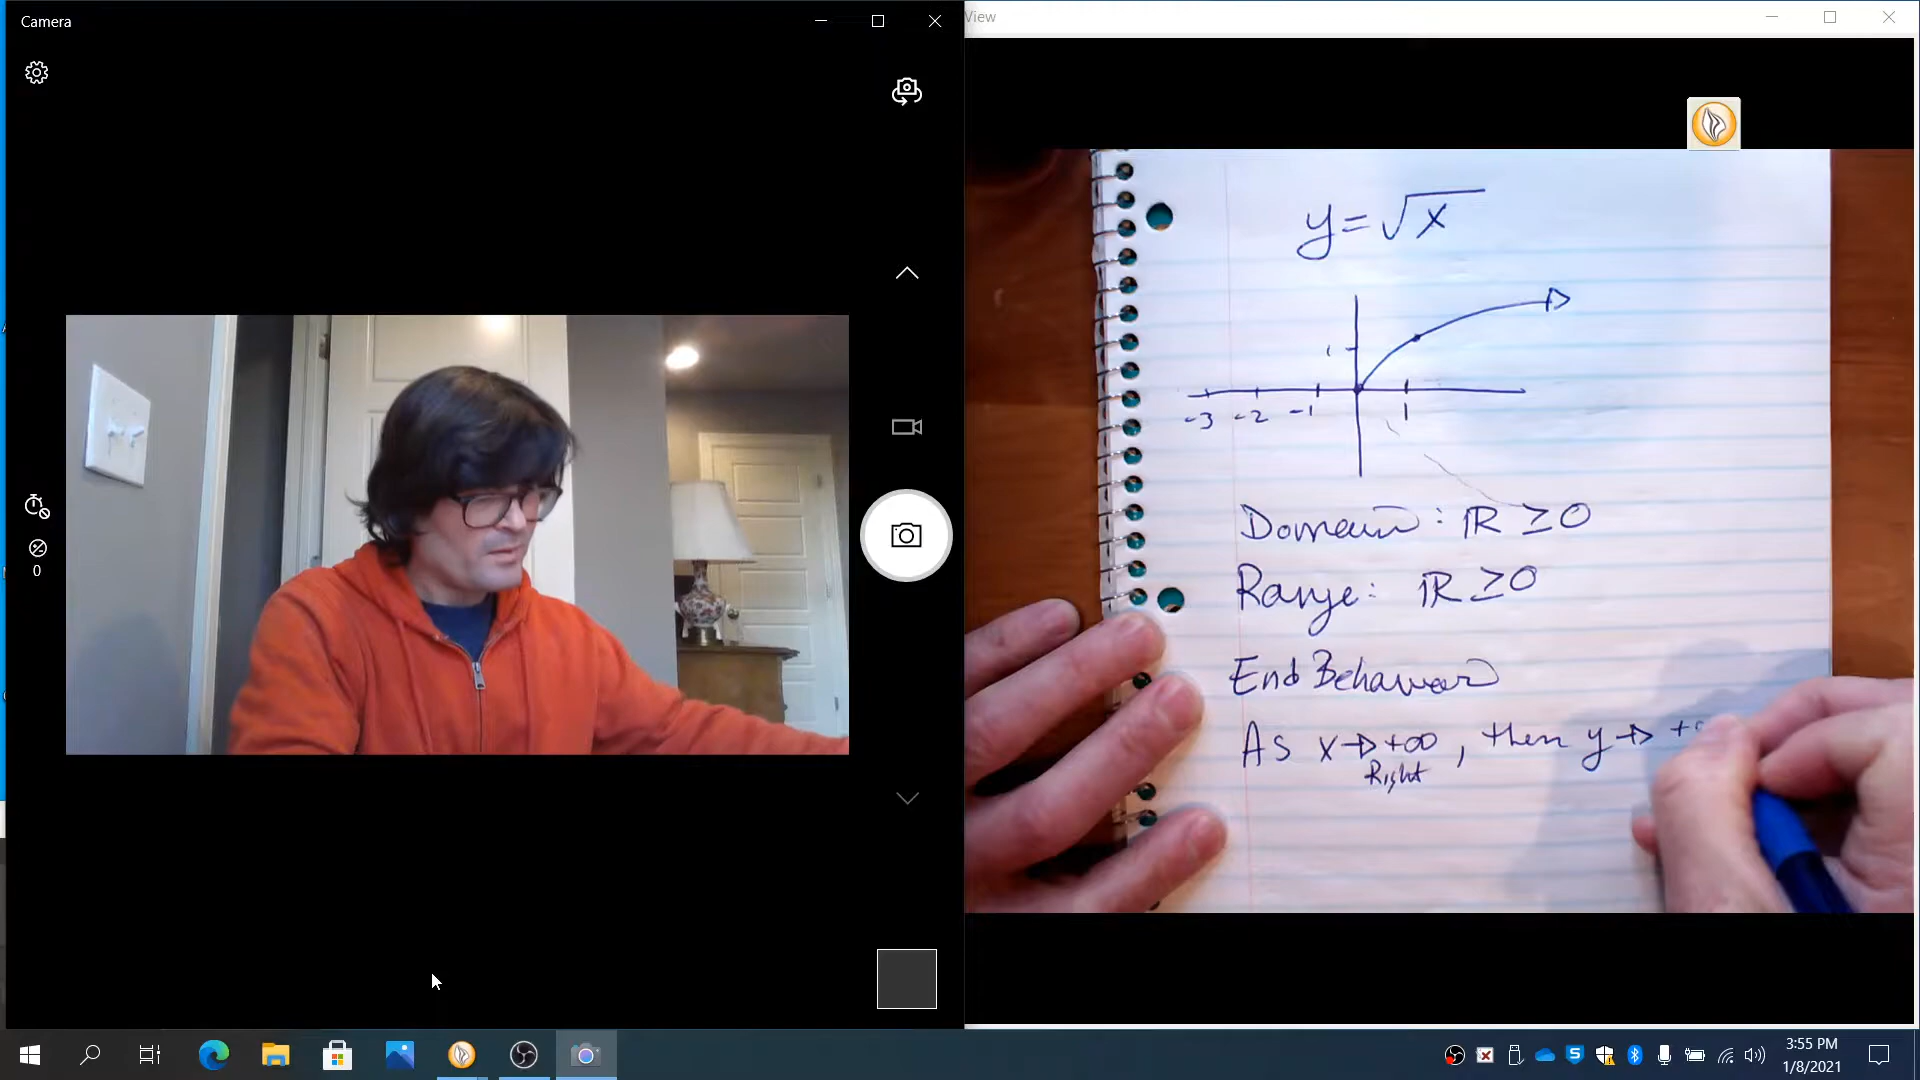 Camera
View
0
y = √x
1
-3 -2 -1 1
Domain : ℝ ≥ 0
Range : ℝ ≥ 0
End Behavior
As x → +∞ , then y → +
Right
3:55 PM
1/8/2021